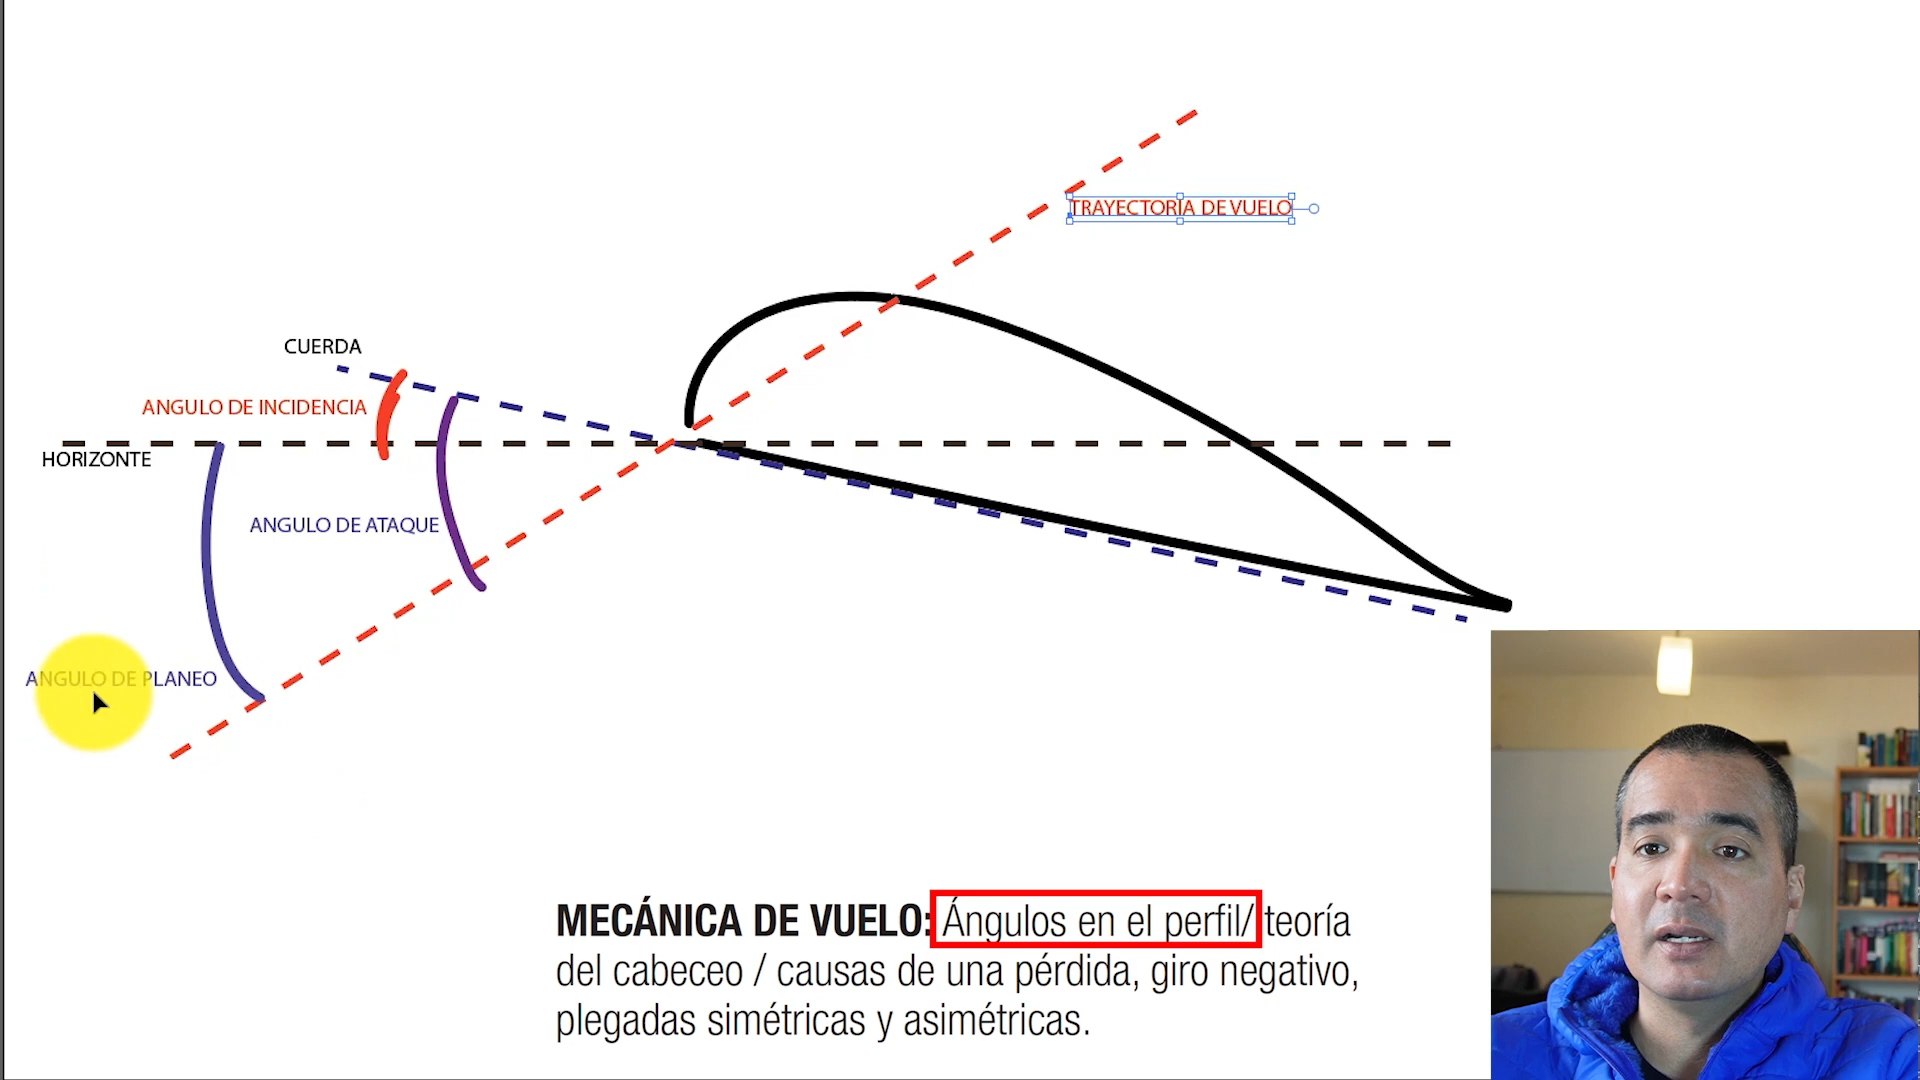 TRAYECTORIA DE VUELO
CUERDA
ANGULO DE INCIDENCIA
HORIZONTE
ANGULO DE ATAQUE
ANGULO DE PLANEO
MECÁNICA DE VUELO: Ángulos en el perfil/ teoría
del cabeceo / causas de una pérdida, giro negativo,
plegadas simétricas y asimétricas.